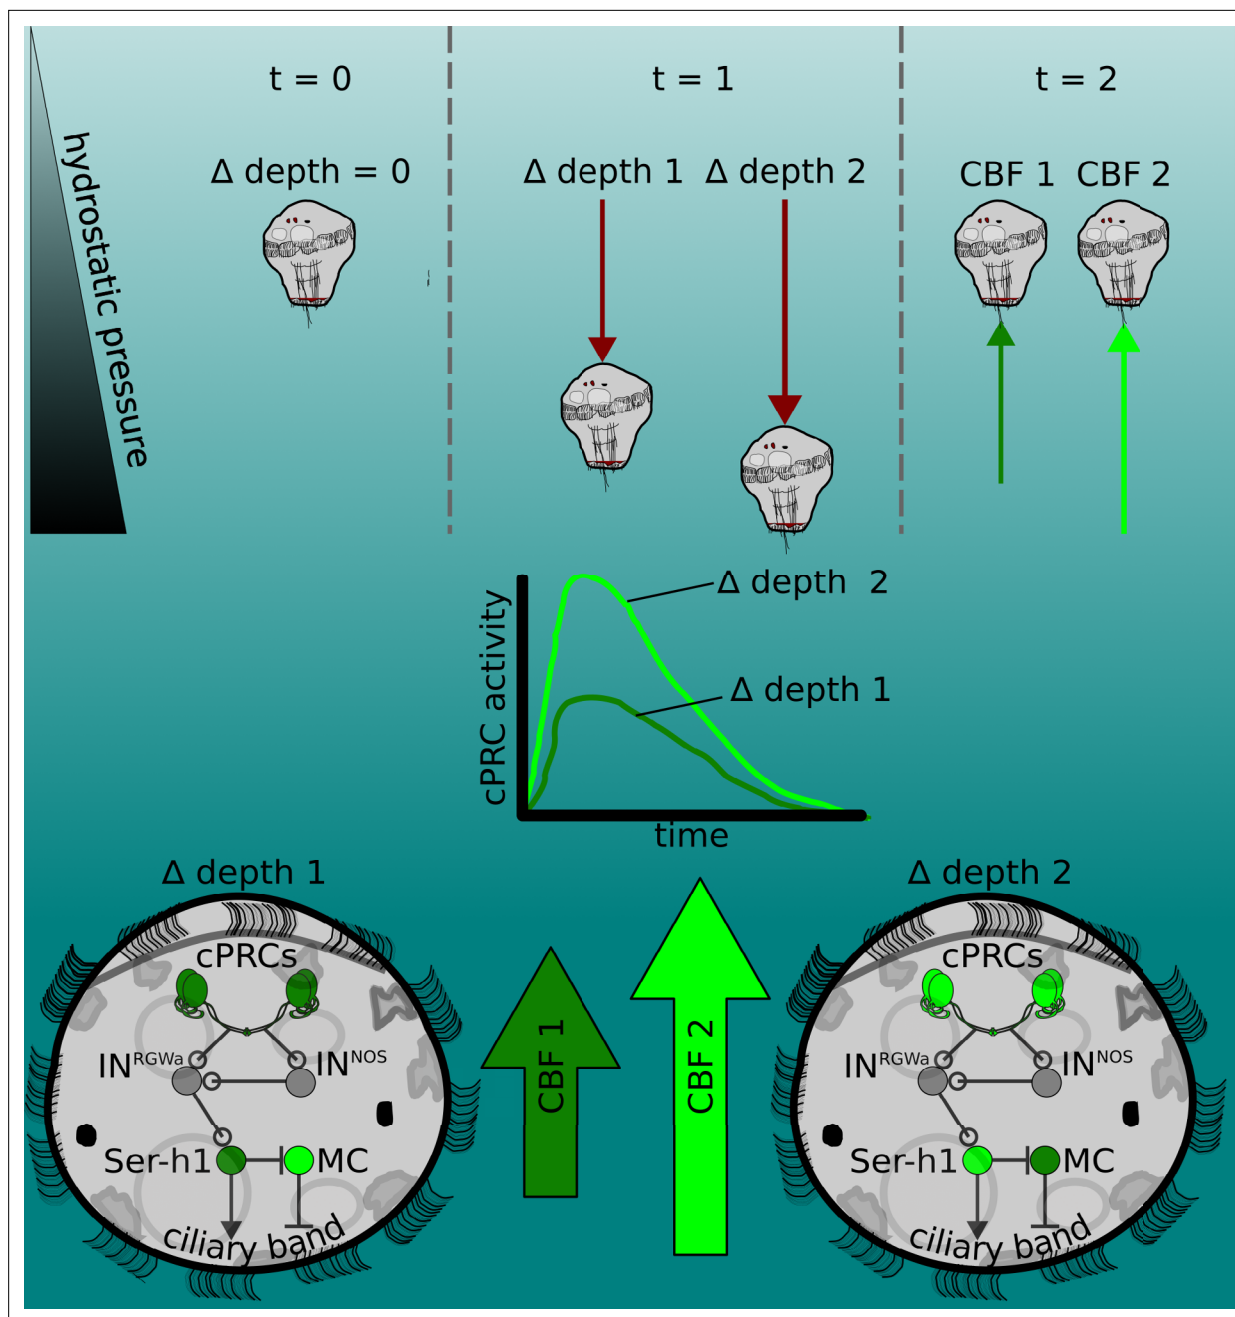 t = 0
t = 1
t = 2
hydrostatic pressure
Δ depth = 0
Δ depth 1
Δ depth 2
CBF 1
CBF 2
Δ depth 2
Δ depth 1
cPRC activity
time
Δ depth 1
cPRCs
IN^RGWa
IN^NOS
Ser-h1
MC
ciliary band
CBF 1
CBF 2
Δ depth 2
cPRCs
IN^RGWa
IN^NOS
Ser-h1
MC
ciliary band